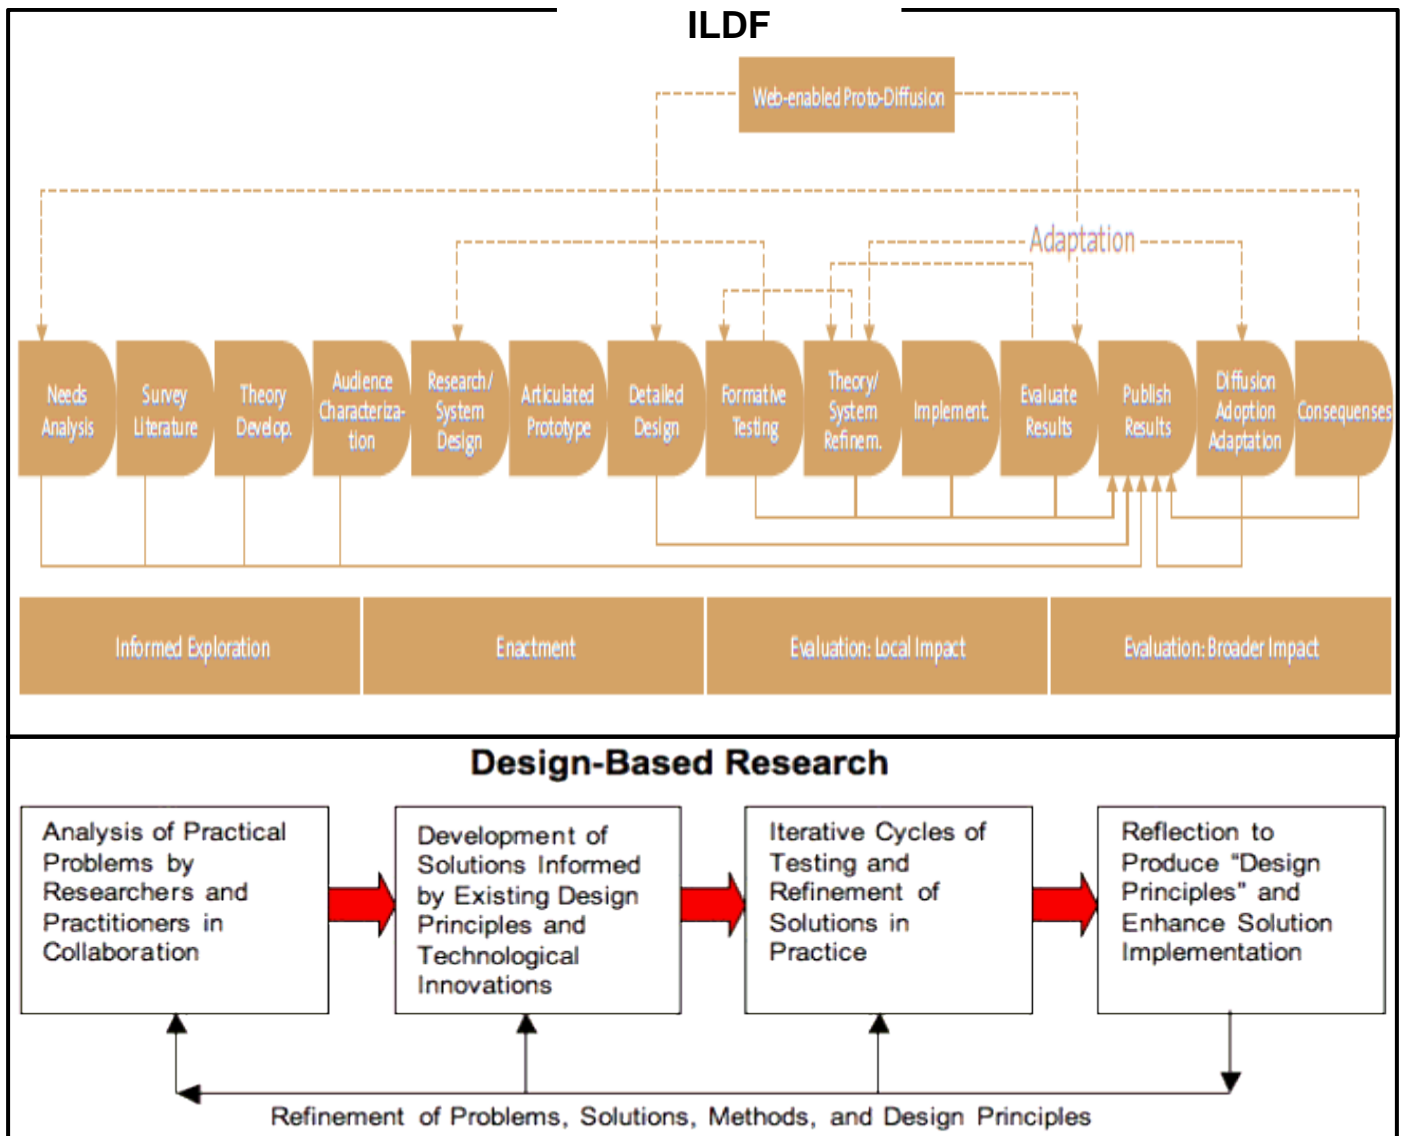 ILDF
Web-enabled Proto-Diffusion
Adaptation
Needs
Analysis
Survey
Literature
Theory
Develop.
Audience
Characteriza-
tion
Research/
System
Design
Articulated
Prototype
Detailed
Design
Formative
Testing
Theory/
System
Refinem.
Implement.
Evaluate
Results
Publish
Results
Diffusion
Adoption
Adaptation
Consequenses
Informed Exploration
Enactment
Evaluation: Local Impact
Evaluation: Broader Impact
Design-Based Research
Analysis of Practical
Problems by
Researchers and
Practitioners in
Collaboration
Development of
Solutions Informed
by Existing Design
Principles and
Technological
Innovations
Iterative Cycles of
Testing and
Refinement of
Solutions in
Practice
Reflection to
Produce "Design
Principles" and
Enhance Solution
Implementation
Refinement of Problems, Solutions, Methods, and Design Principles